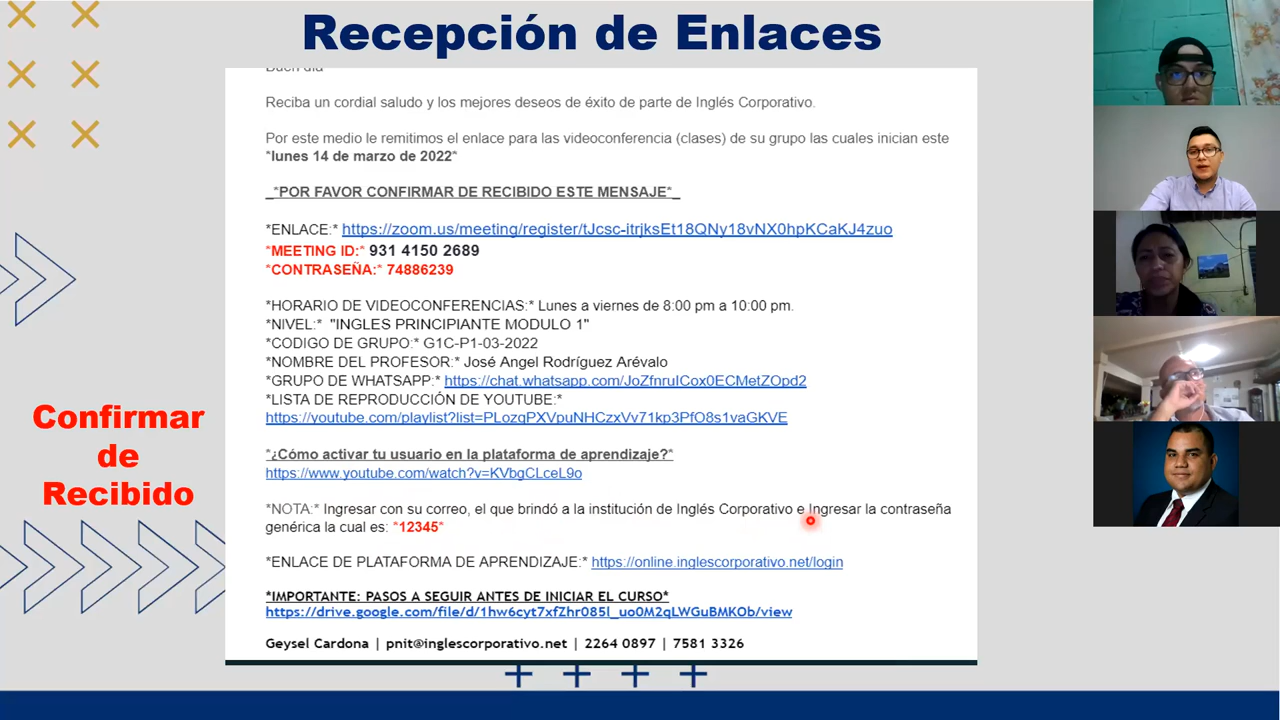 Recepción de Enlaces
Buen día
Reciba un cordial saludo y los mejores deseos de éxito de parte de Inglés Corporativo.
Por este medio le remitimos el enlace para las videoconferencia (clases) de su grupo las cuales inician este
*lunes 14 de marzo de 2022*
_*POR FAVOR CONFIRMAR DE RECIBIDO ESTE MENSAJE*_
*ENLACE:* https://zoom.us/meeting/register/tJcsc-itrjksEt18QNy18vNX0hpKCaKJ4zuo
*MEETING ID:* 931 4150 2689
*CONTRASEÑA:* 74886239
*HORARIO DE VIDEOCONFERENCIAS:* Lunes a viernes de 8:00 pm a 10:00 pm.
*NIVEL:* "INGLES PRINCIPIANTE MODULO 1"
*CODIGO DE GRUPO:* G1C-P1-03-2022
*NOMBRE DEL PROFESOR:* José Angel Rodríguez Arévalo
*GRUPO DE WHATSAPP:* https://chat.whatsapp.com/JoZfnruICox0ECMetZOpd2
*LISTA DE REPRODUCCIÓN DE YOUTUBE:*
https://youtube.com/playlist?list=PLozqPXVpuNHCzxVv71kp3PfO8s1vaGKVE
*¿Cómo activar tu usuario en la plataforma de aprendizaje?*
https://www.youtube.com/watch?v=KVbgCLceL9o
*NOTA:* Ingresar con su correo, el que brindó a la institución de Inglés Corporativo e Ingresar la contraseña
genérica la cual es: *12345*
*ENLACE DE PLATAFORMA DE APRENDIZAJE:* https://online.inglescorporativo.net/login
*IMPORTANTE: PASOS A SEGUIR ANTES DE INICIAR EL CURSO*
https://drive.google.com/file/d/1hw6cyt7xfZhr085l_uo0M2qLWGuBMKOb/view
Geysel Cardona | pnit@inglescorporativo.net | 2264 0897 | 7581 3326
Confirmar
de
Recibido